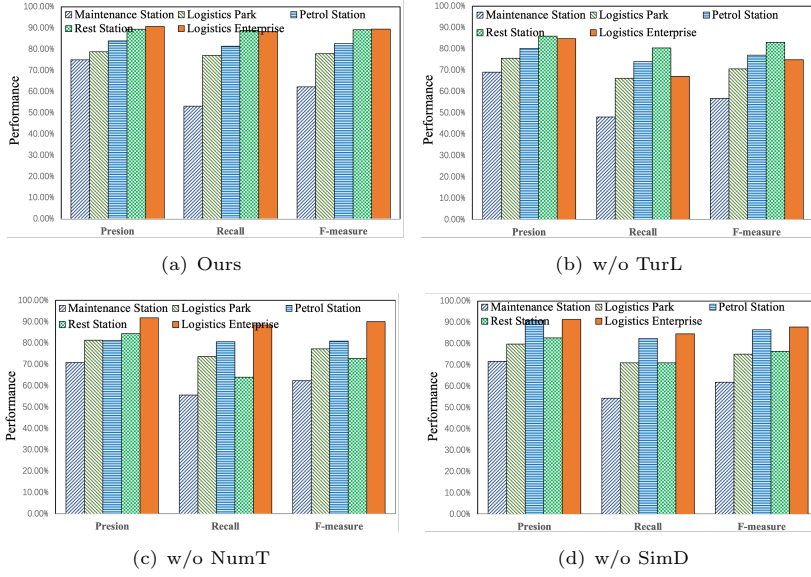 100.00%
90.00%
80.00%
70.00%
60.00%
50.00%
40.00%
30.00%
20.00%
10.00%
0.00%
Performance
Maintenance Station Logistics Park Petrol Station
Rest Station Logistics Enterprise
Presion Recall F-measure
(a) Ours
100.00%
90.00%
80.00%
70.00%
60.00%
50.00%
40.00%
30.00%
20.00%
10.00%
0.00%
Performance
Maintenance Station Logistics Park Petrol Station
Rest Station Logistics Enterprise
Presion Recall F-measure
(b) w/o TurL
100.00%
90.00%
80.00%
70.00%
60.00%
50.00%
40.00%
30.00%
20.00%
10.00%
0.00%
Performance
Maintenance Station Logistics Park Petrol Station
Rest Station Logistics Enterprise
Presion Recall F-measure
(c) w/o NumT
100.00%
90.00%
80.00%
70.00%
60.00%
50.00%
40.00%
30.00%
20.00%
10.00%
0.00%
Performance
Maintenance Station Logistics Park Petrol Station
Rest Station Logistics Enterprise
Presion Recall F-measure
(d) w/o SimD